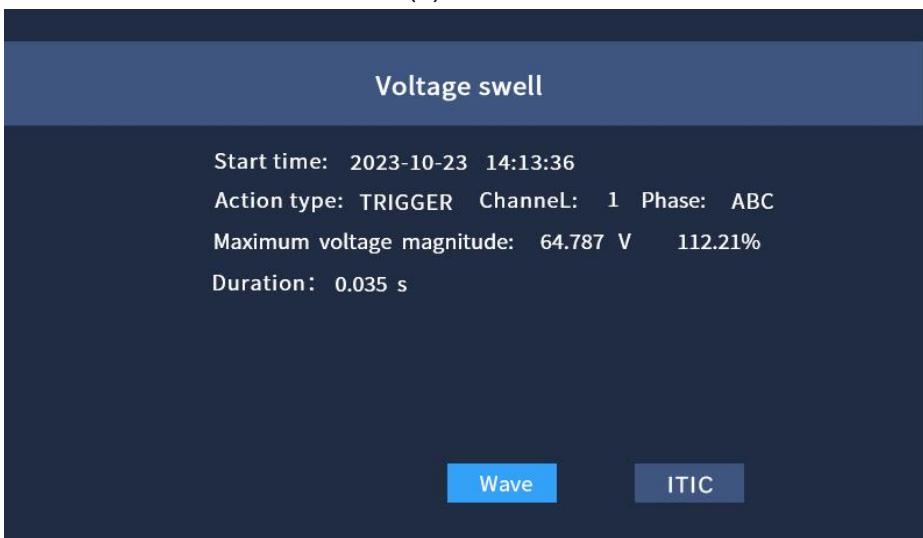 Voltage swell
Start time: 2023-10-23 14:13:36
Action type: TRIGGER ChanneL: 1 Phase: ABC
Maximum voltage magnitude: 64.787 V 112.21%
Duration: 0.035 s
Wave ITIC